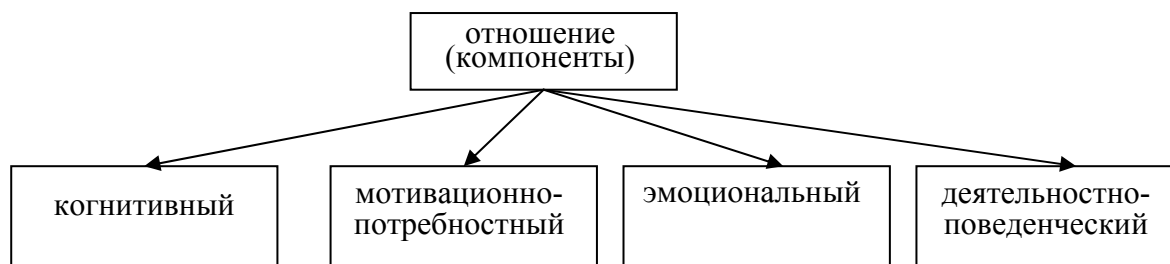 отношение
(компоненты)
когнитивный
мотивационно-
потребностный
эмоциональный
деятельностно-
поведенческий